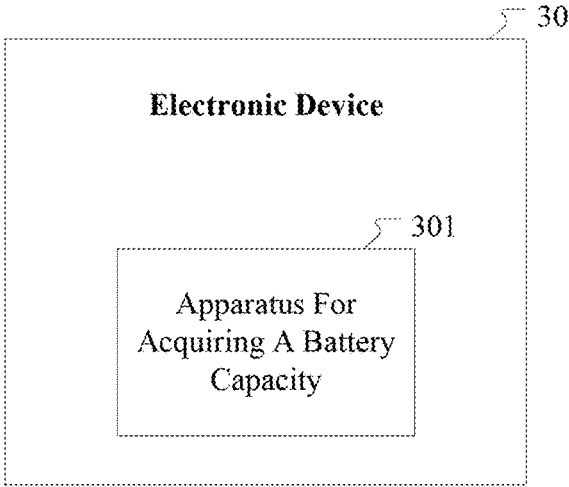 30
Electronic Device
301
Apparatus For
Acquiring A Battery
Capacity